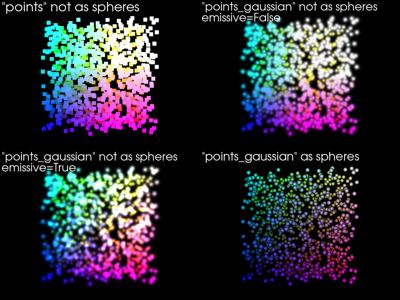 "points" not as spheres
"points_gaussian" not as spheres
emissive=False
"points_gaussian" not as spheres
emissive=True
"points_gaussian" as spheres